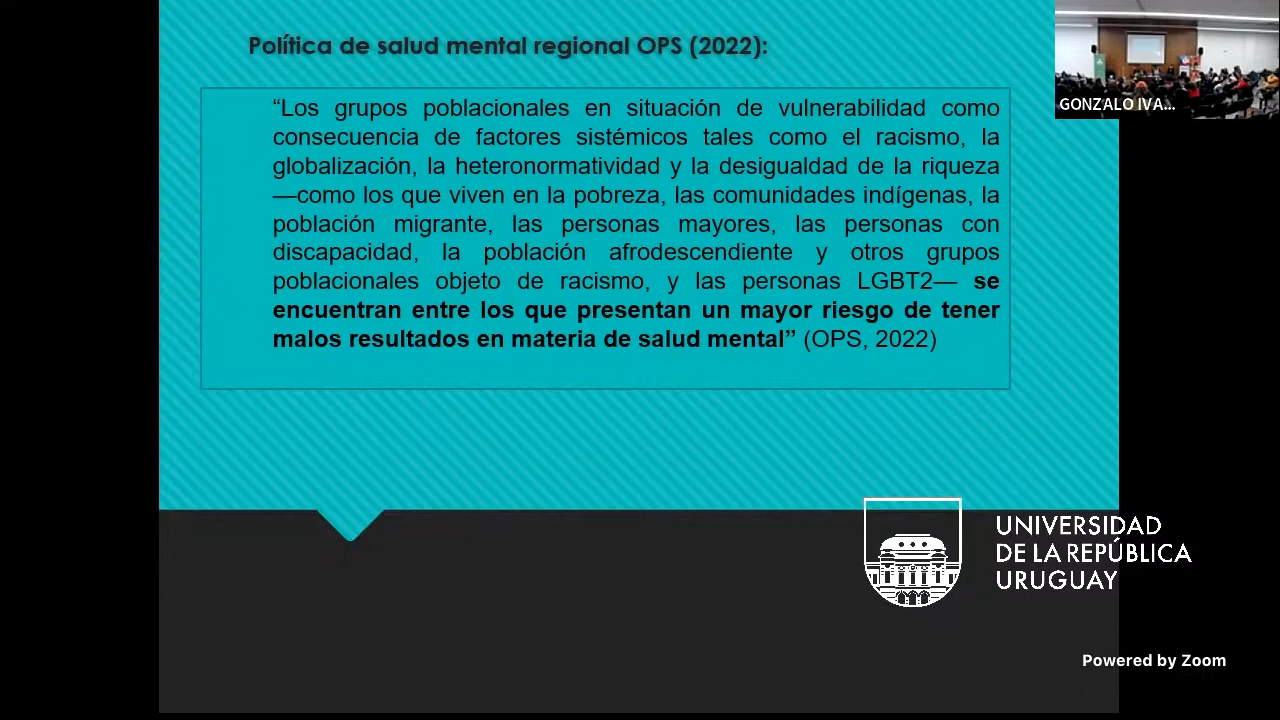 Política de salud mental regional OPS (2022):
“Los grupos poblacionales en situación de vulnerabilidad como
consecuencia de factores sistémicos tales como el racismo, la
globalización, la heteronormatividad y la desigualdad de la riqueza
—como los que viven en la pobreza, las comunidades indígenas, la
población migrante, las personas mayores, las personas con
discapacidad, la población afrodescendiente y otros grupos
poblacionales objeto de racismo, y las personas LGBT2— se
encuentran entre los que presentan un mayor riesgo de tener
malos resultados en materia de salud mental” (OPS, 2022)
GONZALO IVA...
UNIVERSIDAD
DE LA REPÚBLICA
URUGUAY
Powered by Zoom